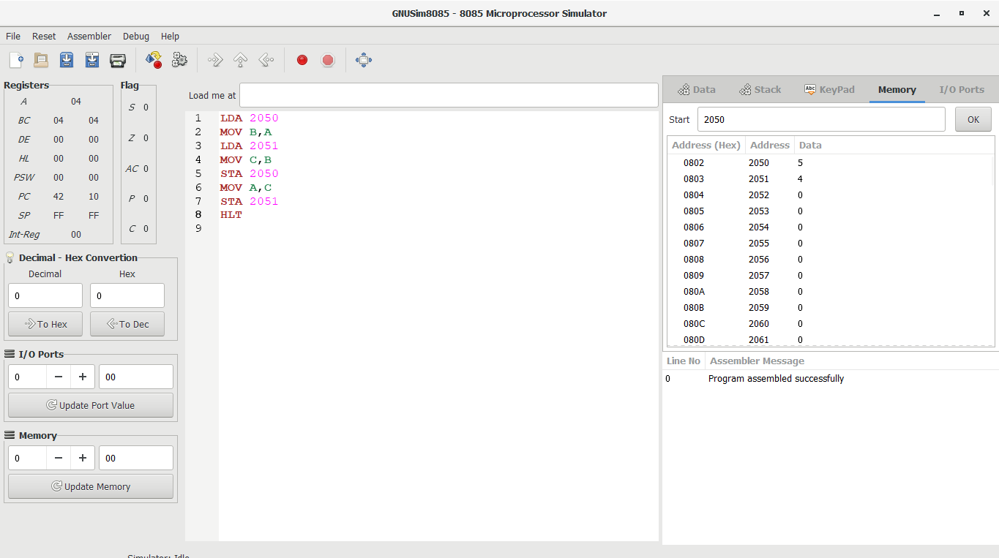 GNUSim8085 - 8085 Microprocessor Simulator
File Reset Assembler Debug Help
Registers
A 04
BC 04 04
DE 00 00
HL 00 00
PSW 00 00
PC 42 10
SP FF FF
Int-Reg 00
Flag
S 0
Z 0
AC 0
P 0
C 0
Decimal - Hex Convertion
Decimal Hex
0 0
To Hex To Dec
I/O Ports
0 − + 00
Update Port Value
Memory
0 − + 00
Update Memory
Load me at
1 LDA 2050
2 MOV B,A
3 LDA 2051
4 MOV C,B
5 STA 2050
6 MOV A,C
7 STA 2051
8 HLT
9
Data Stack Abc KeyPad Memory I/O Ports
Start 2050 OK
Address (Hex) Address Data
0802 2050 5
0803 2051 4
0804 2052 0
0805 2053 0
0806 2054 0
0807 2055 0
0808 2056 0
0809 2057 0
080A 2058 0
080B 2059 0
080C 2060 0
080D 2061 0
Line No Assembler Message
0 Program assembled successfully
Simulator: Idle